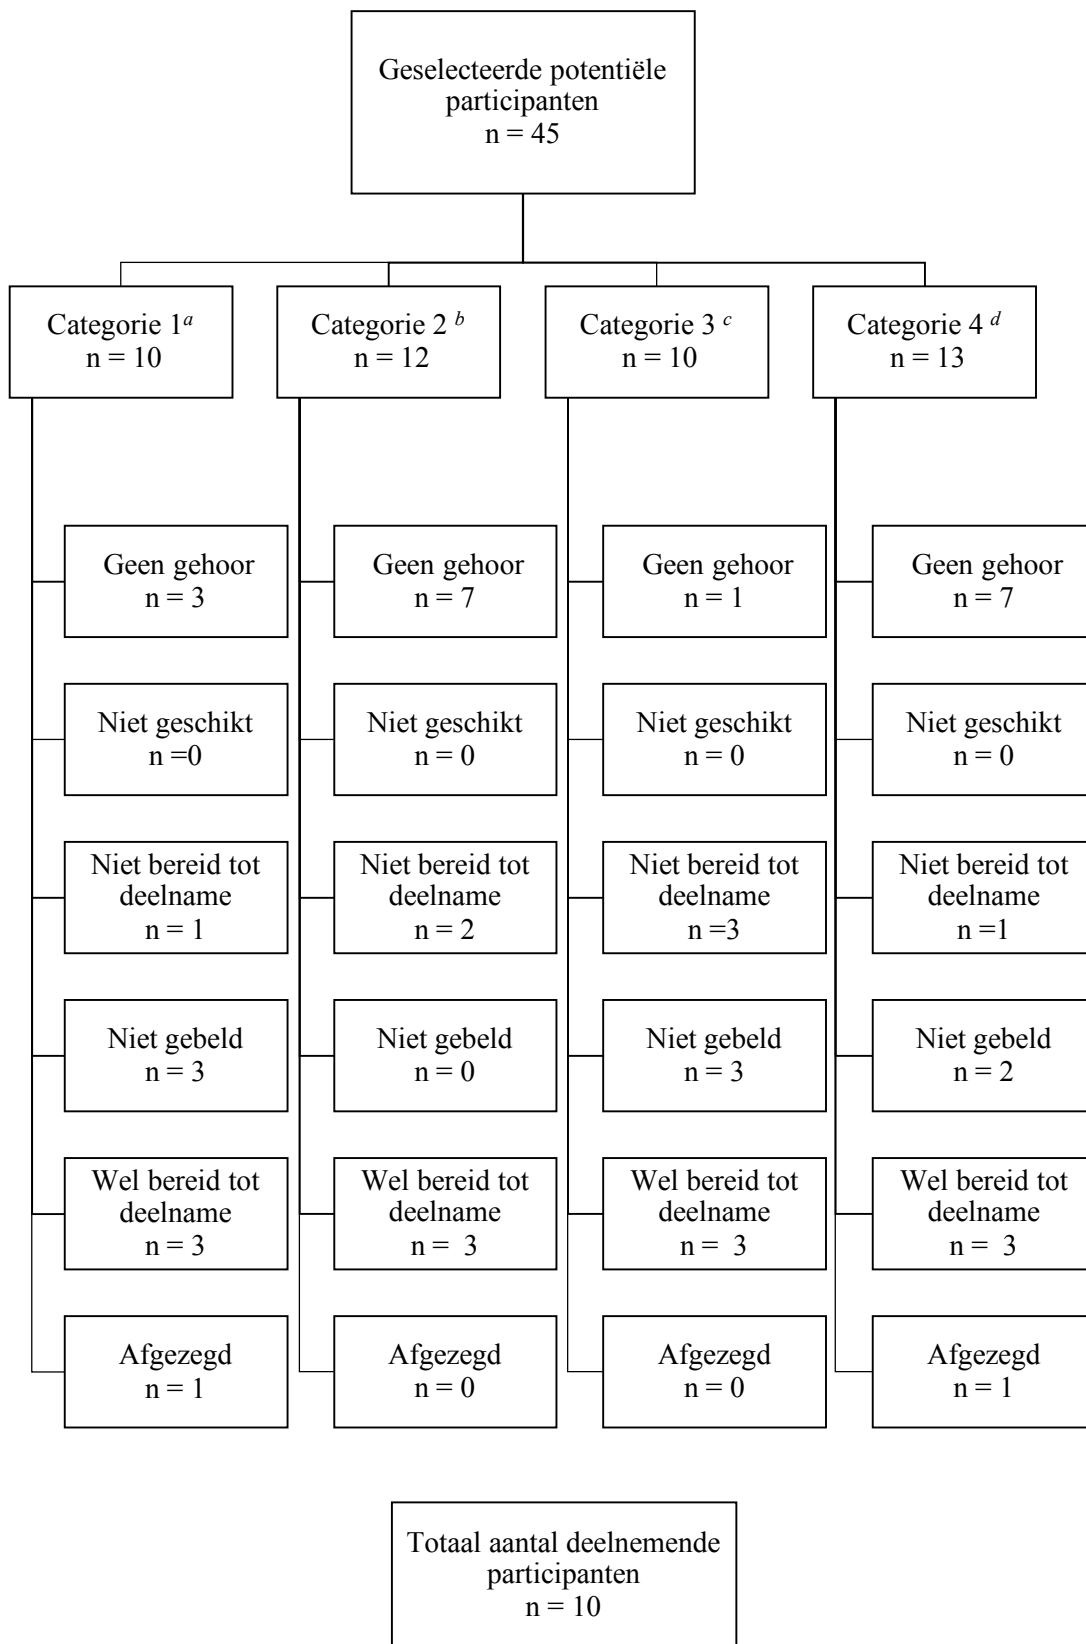 Geselecteerde potentiële
participanten
n = 45
Categorie 1 a
n = 10
Categorie 2 b
n = 12
Categorie 3 c
n = 10
Categorie 4 d
n = 13
Geen gehoor
n = 3
Geen gehoor
n = 7
Geen gehoor
n = 1
Geen gehoor
n = 7
Niet geschikt
n =0
Niet geschikt
n = 0
Niet geschikt
n = 0
Niet geschikt
n = 0
Niet bereid tot
deelname
n = 1
Niet bereid tot
deelname
n = 2
Niet bereid tot
deelname
n =3
Niet bereid tot
deelname
n =1
Niet gebeld
n = 3
Niet gebeld
n = 0
Niet gebeld
n = 3
Niet gebeld
n = 2
Wel bereid tot
deelname
n = 3
Wel bereid tot
deelname
n =  3
Wel bereid tot
deelname
n =  3
Wel bereid tot
deelname
n =  3
Afgezegd
n = 1
Afgezegd
n = 0
Afgezegd
n = 0
Afgezegd
n = 1
Totaal aantal deelnemende
participanten
n = 10